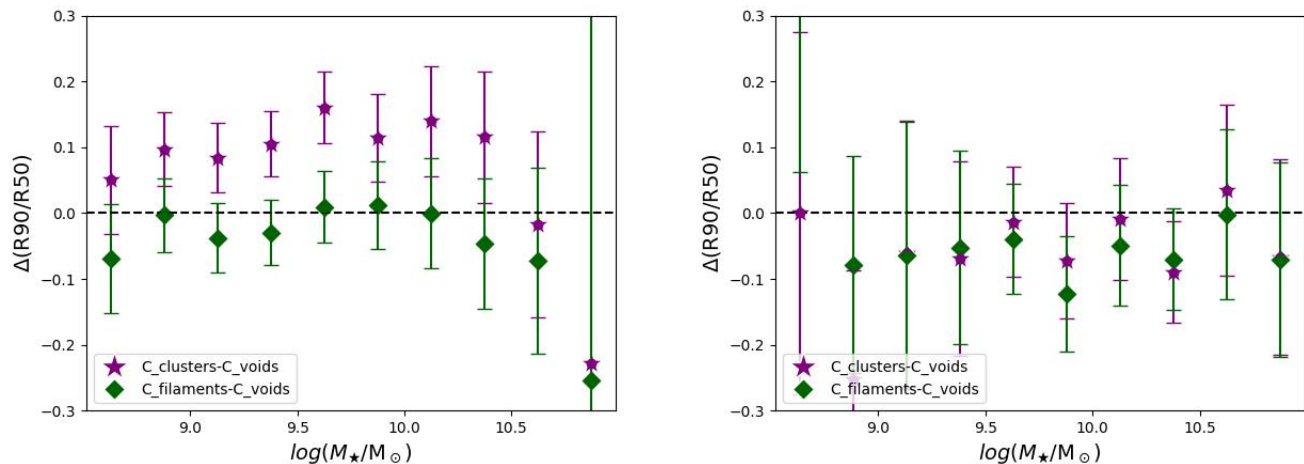 0.3
0.2
0.1
0.0
−0.1
−0.2
−0.3
Δ(R90/R50)
9.0 9.5 10.0 10.5
log(M★/M⊙)
C_clusters-C_voids
C_filaments-C_voids
0.3
0.2
0.1
0.0
−0.1
−0.2
−0.3
Δ(R90/R50)
9.0 9.5 10.0 10.5
log(M★/M⊙)
C_clusters-C_voids
C_filaments-C_voids